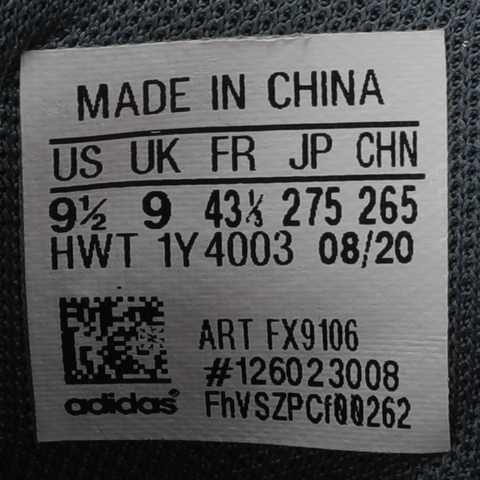 MADE IN CHINA
US UK FR JP CHN
9½ 9 43⅓ 275 265
HWT 1Y4003 08/20
ART FX9106
#126023008
adidas FhVSZPCf00262